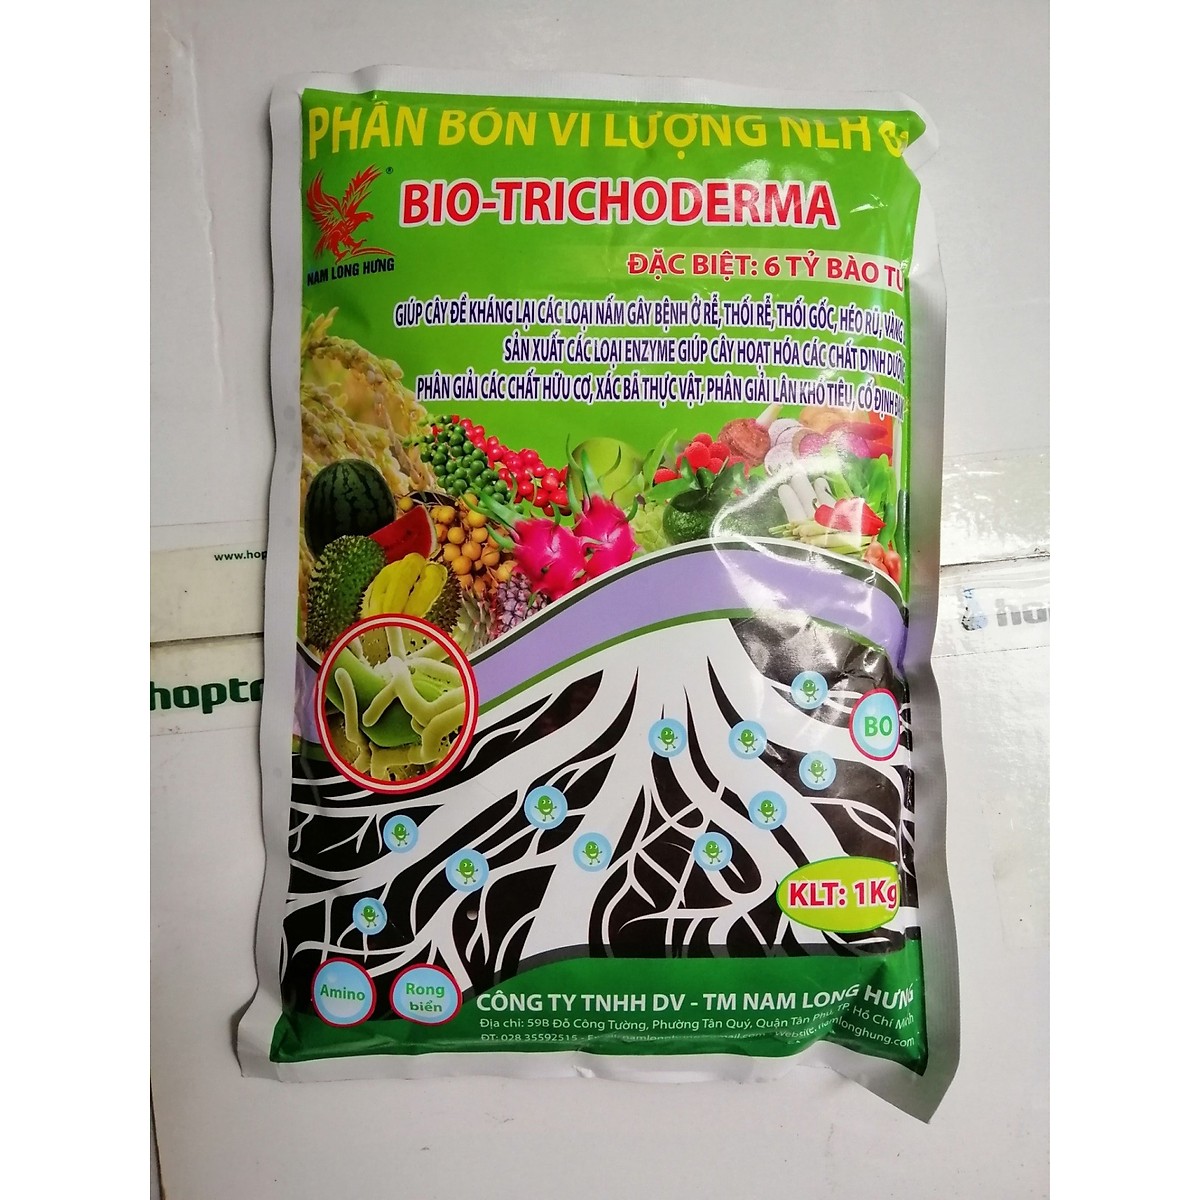 PHÂN BÓN VI LƯỢNG NLH
®
NAM LONG HƯNG
BIO-TRICHODERMA
ĐẶC BIỆT: 6 TỶ BÀO TỬ
GIÚP CÂY ĐỀ KHÁNG LẠI CÁC LOẠI NẤM GÂY BỆNH Ở RỄ, THỐI RỄ, THỐI GỐC, HÉO RŨ, VÀNG
SẢN XUẤT CÁC LOẠI ENZYME GIÚP CÂY HOẠT HÓA CÁC CHẤT DINH DƯỠNG
PHÂN GIẢI CÁC CHẤT HỮU CƠ, XÁC BÃ THỰC VẬT, PHÂN GIẢI LÂN KHÓ TIÊU, CỐ ĐỊNH ĐẠM
www.hop
hoptr
hop
BO
KLT: 1Kg
Amino
Rong
biển
CÔNG TY TNHH DV - TM NAM LONG HƯNG
Địa chỉ: 59B Đỗ Công Tường, Phường Tân Quý, Quận Tân Phú, TP. Hồ Chí Minh
ĐT: 028 35592515